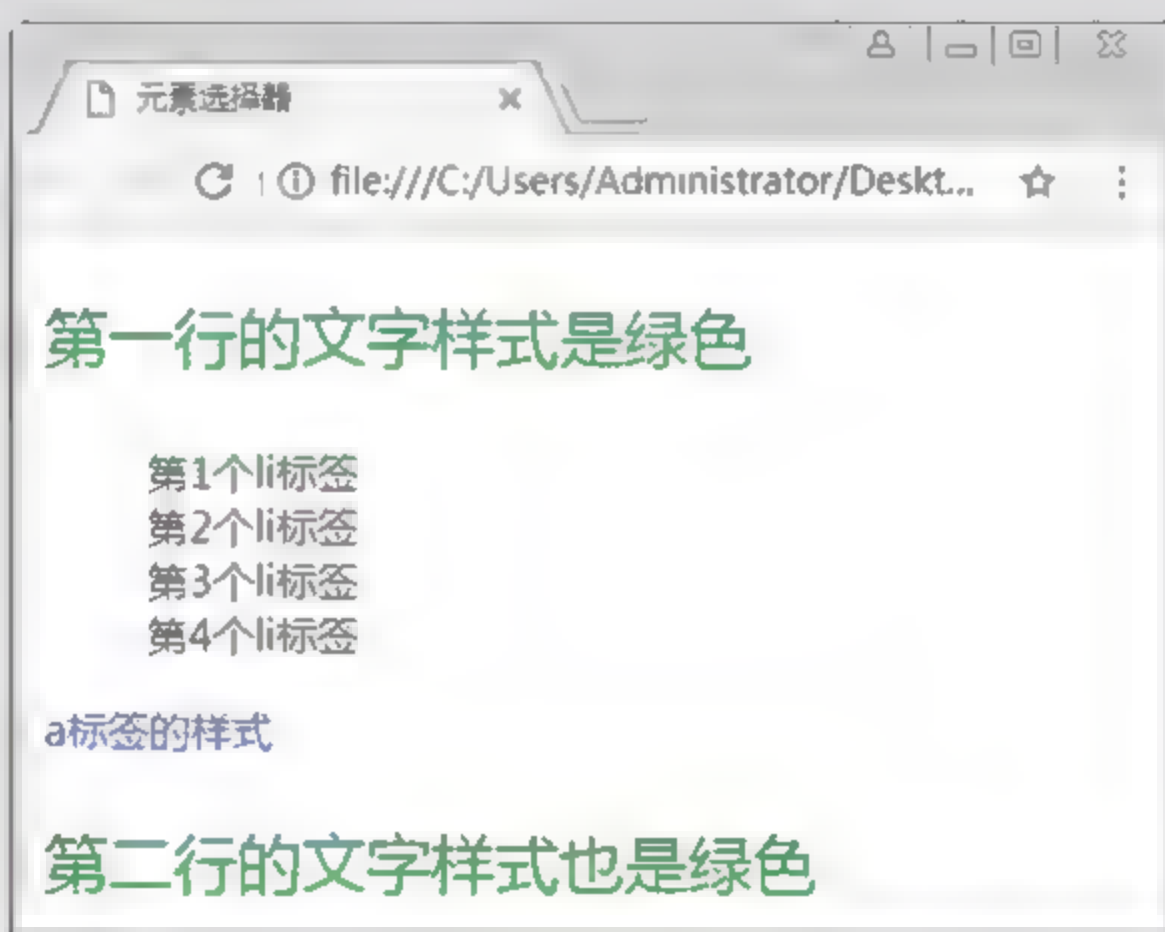 元素选择器
file:///C:/Users/Administrator/Deskt...
第一行的文字样式是绿色
第1个li标签
第2个li标签
第3个li标签
第4个li标签
a标签的样式
第二行的文字样式也是绿色